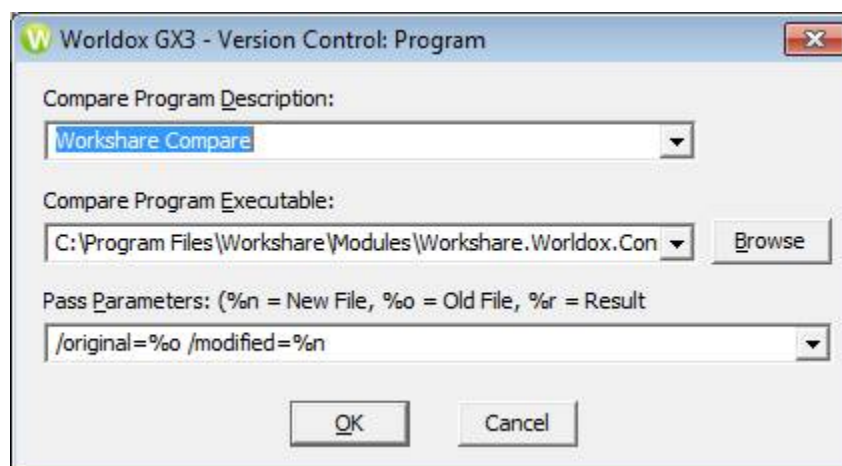 W Worldox GX3 - Version Control: Program
Compare Program Description:
Workshare Compare
Compare Program Executable:
C:\Program Files\Workshare\Modules\Workshare.Worldox.Con
Browse
Pass Parameters: (%n = New File, %o = Old File, %r = Result
/original=%o /modified=%n
OK Cancel